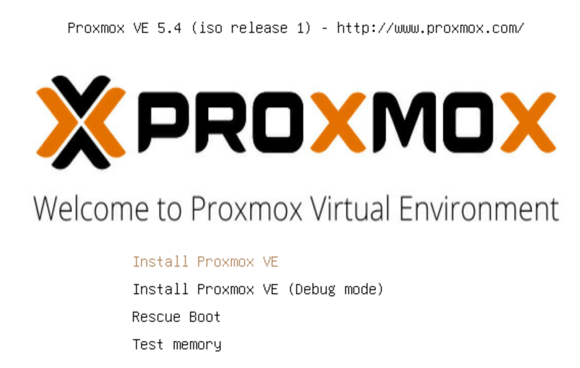 Proxmox VE 5.4 (iso release 1) - http://www.proxmox.com/
PROXMOX
Welcome to Proxmox Virtual Environment
Install Proxmox VE
Install Proxmox VE (Debug mode)
Rescue Boot
Test memory